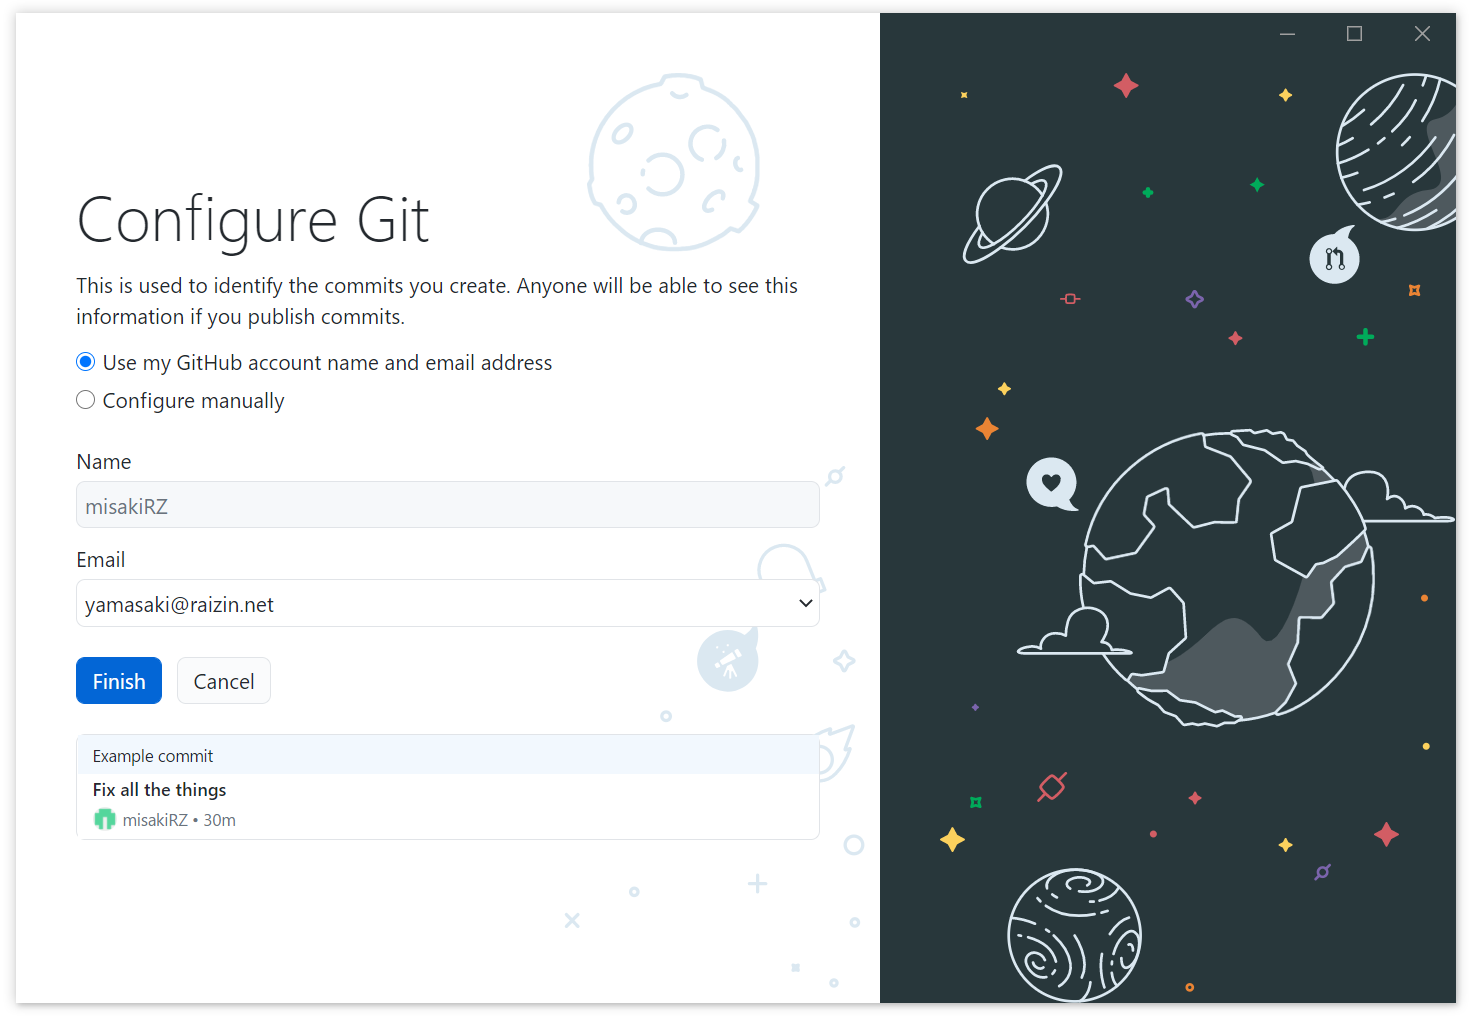 Configure Git
This is used to identify the commits you create. Anyone will be able to see this
information if you publish commits.
Use my GitHub account name and email address
Configure manually
Name
misakiRZ
Email
yamasaki@raizin.net
Finish
Cancel
Example commit
Fix all the things
misakiRZ • 30m